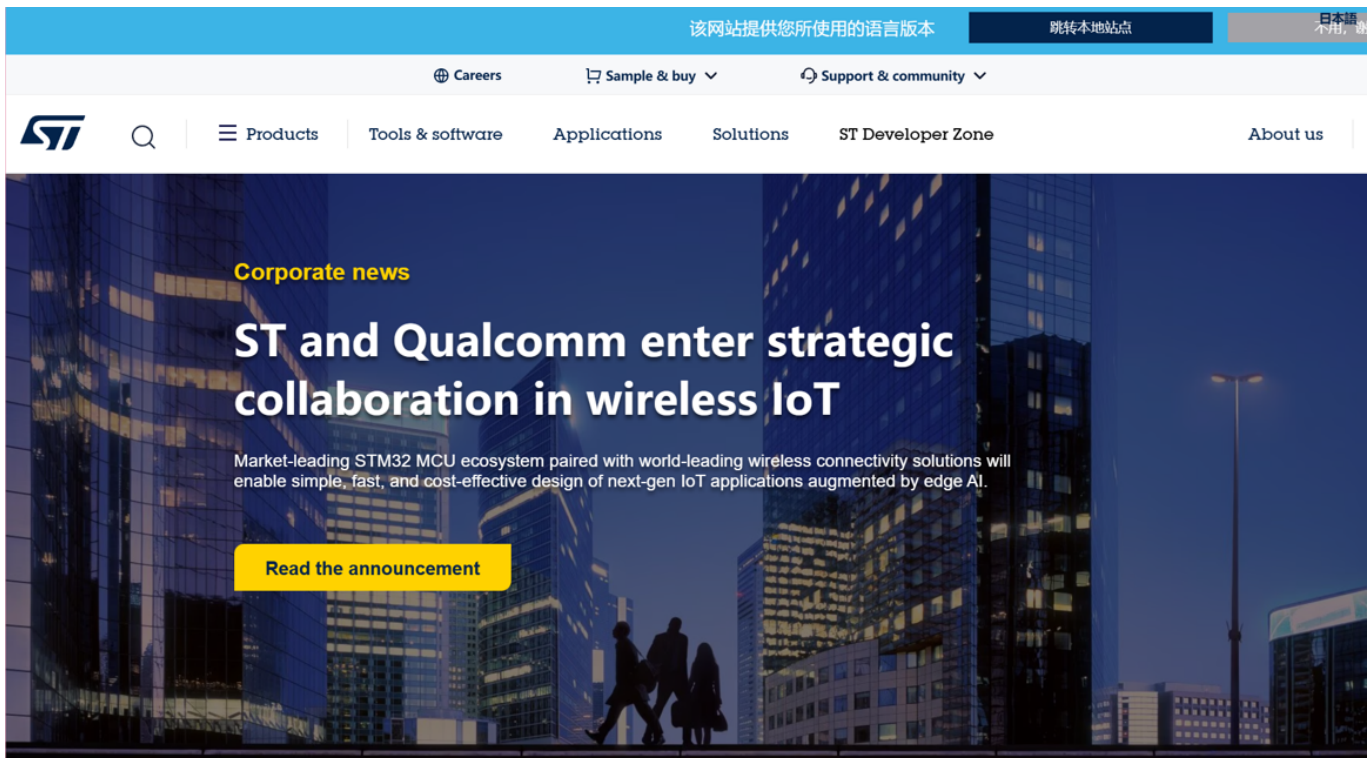 该网站提供您所使用的语言版本
跳转本地站点
不用，谢
日本語
Careers
Sample & buy
Support & community
ST
Products
Tools & software
Applications
Solutions
ST Developer Zone
About us
Corporate news
ST and Qualcomm enter strategic
collaboration in wireless IoT
Market-leading STM32 MCU ecosystem paired with world-leading wireless connectivity solutions will
enable simple, fast, and cost-effective design of next-gen IoT applications augmented by edge AI.
Read the announcement